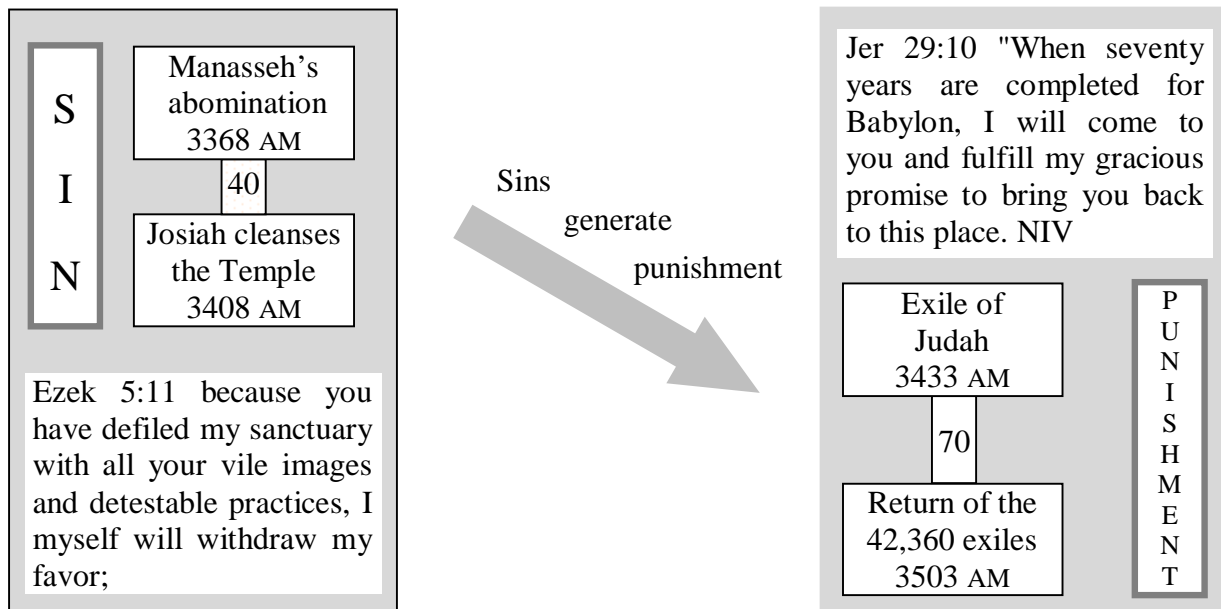 S
I
N
Manasseh's
abomination
3368 AM
40
Josiah cleanses
the Temple
3408 AM
Ezek 5:11 because you
have defiled my sanctuary
with all your vile images
and detestable practices, I
myself will withdraw my
favor;
Sins
generate
punishment
Jer 29:10 "When seventy
years are completed for
Babylon, I will come to
you and fulfill my gracious
promise to bring you back
to this place. NIV
Exile of
Judah
3433 AM
70
Return of the
42,360 exiles
3503 AM
P
U
N
I
S
H
M
E
N
T